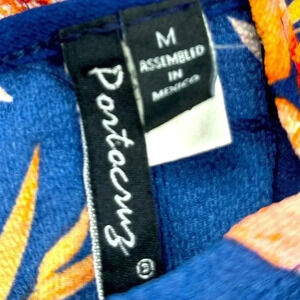 Portocruz ®
M
ASSEMBLED
IN
MEXICO